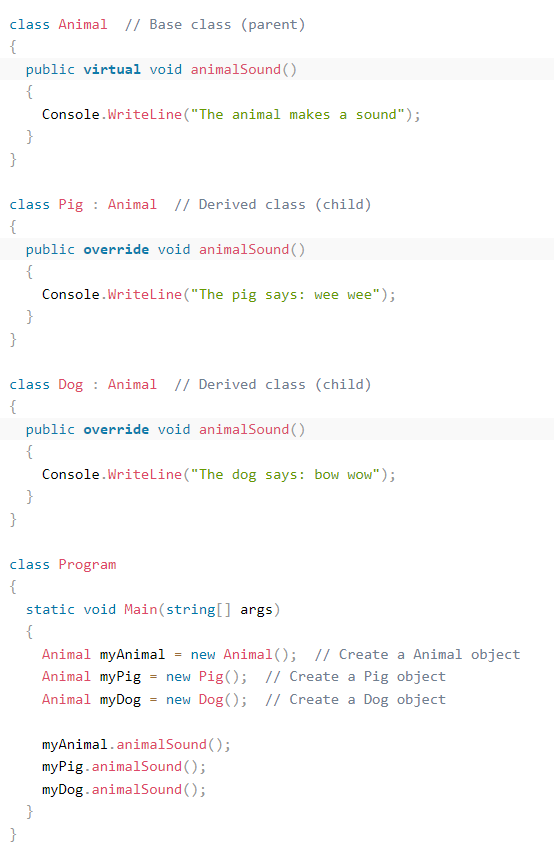 class Animal  // Base class (parent)
{
  public virtual void animalSound()
  {
    Console.WriteLine("The animal makes a sound");
  }
}

class Pig : Animal  // Derived class (child)
{
  public override void animalSound()
  {
    Console.WriteLine("The pig says: wee wee");
  }
}

class Dog : Animal  // Derived class (child)
{
  public override void animalSound()
  {
    Console.WriteLine("The dog says: bow wow");
  }
}

class Program
{
  static void Main(string[] args)
  {
    Animal myAnimal = new Animal();  // Create a Animal object
    Animal myPig = new Pig();  // Create a Pig object
    Animal myDog = new Dog();  // Create a Dog object

    myAnimal.animalSound();
    myPig.animalSound();
    myDog.animalSound();
  }
}